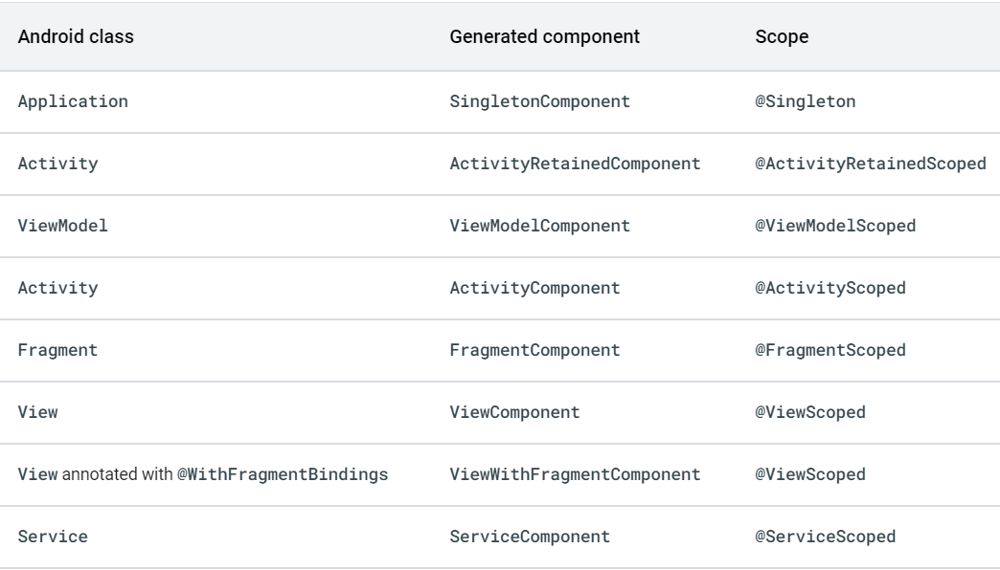 Android class Generated component Scope
Application SingletonComponent @Singleton
Activity ActivityRetainedComponent @ActivityRetainedScoped
ViewModel ViewModelComponent @ViewModelScoped
Activity ActivityComponent @ActivityScoped
Fragment FragmentComponent @FragmentScoped
View ViewComponent @ViewScoped
View annotated with @WithFragmentBindings ViewWithFragmentComponent @ViewScoped
Service ServiceComponent @ServiceScoped